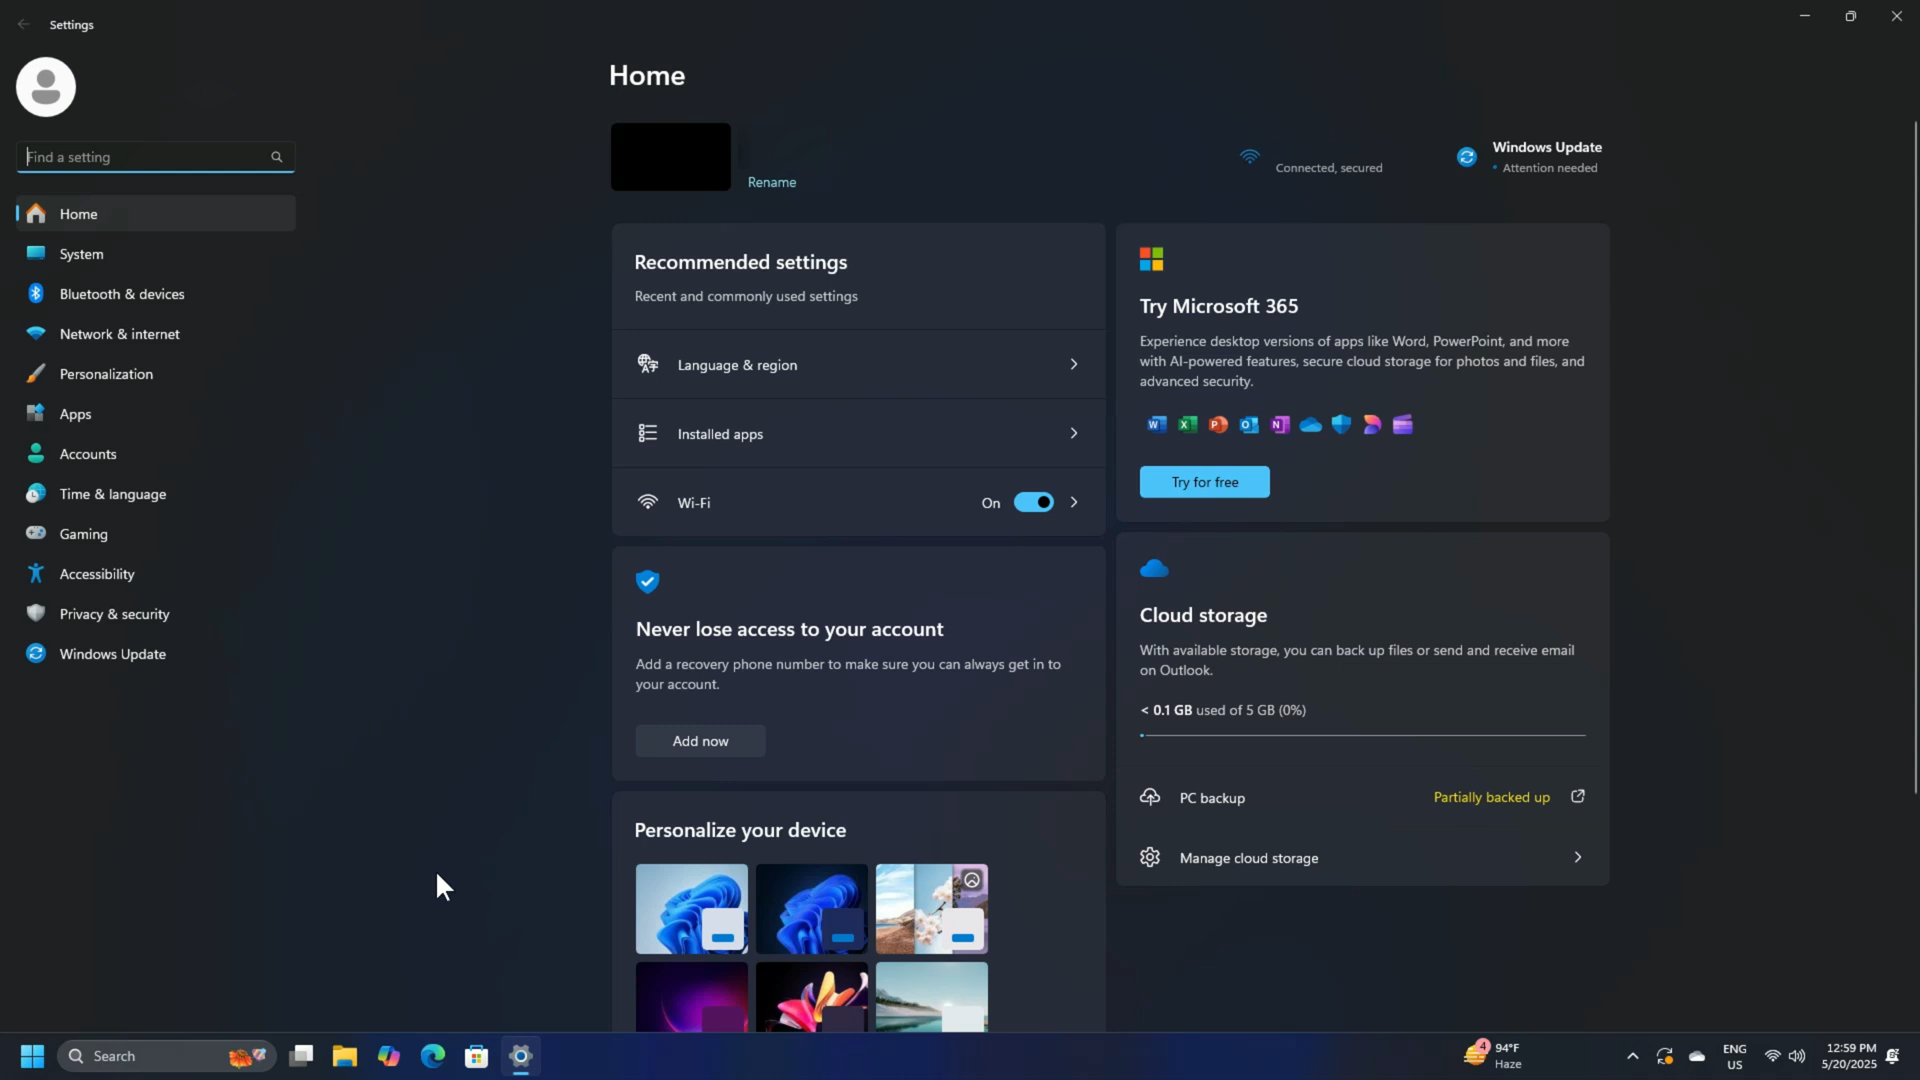 Settings
Find a setting
Home
System
Bluetooth & devices
Network & internet
Personalization
Apps
Accounts
Time & language
Gaming
Accessibility
Privacy & security
Windows Update
Home
Rename
Connected, secured
Windows Update
Attention needed
Recommended settings
Recent and commonly used settings
Language & region
Installed apps
Wi-Fi
On
Never lose access to your account
Add a recovery phone number to make sure you can always get in to
your account.
Add now
Personalize your device
Try Microsoft 365
Experience desktop versions of apps like Word, PowerPoint, and more
with AI-powered features, secure cloud storage for photos and files, and
advanced security.
Try for free
Cloud storage
With available storage, you can back up files or send and receive email
on Outlook.
< 0.1 GB used of 5 GB (0%)
PC backup
Partially backed up
Manage cloud storage
Search
4
94°F
Haze
ENG
US
12:59 PM
5/20/2025